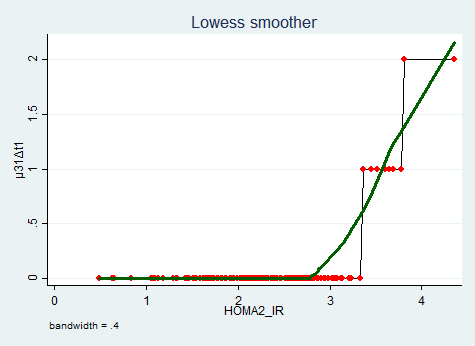 Lowess smoother
μ31Δt1
2
1.5
1
.5
0
0
1
2
3
4
HOMA2_IR
bandwidth = .4